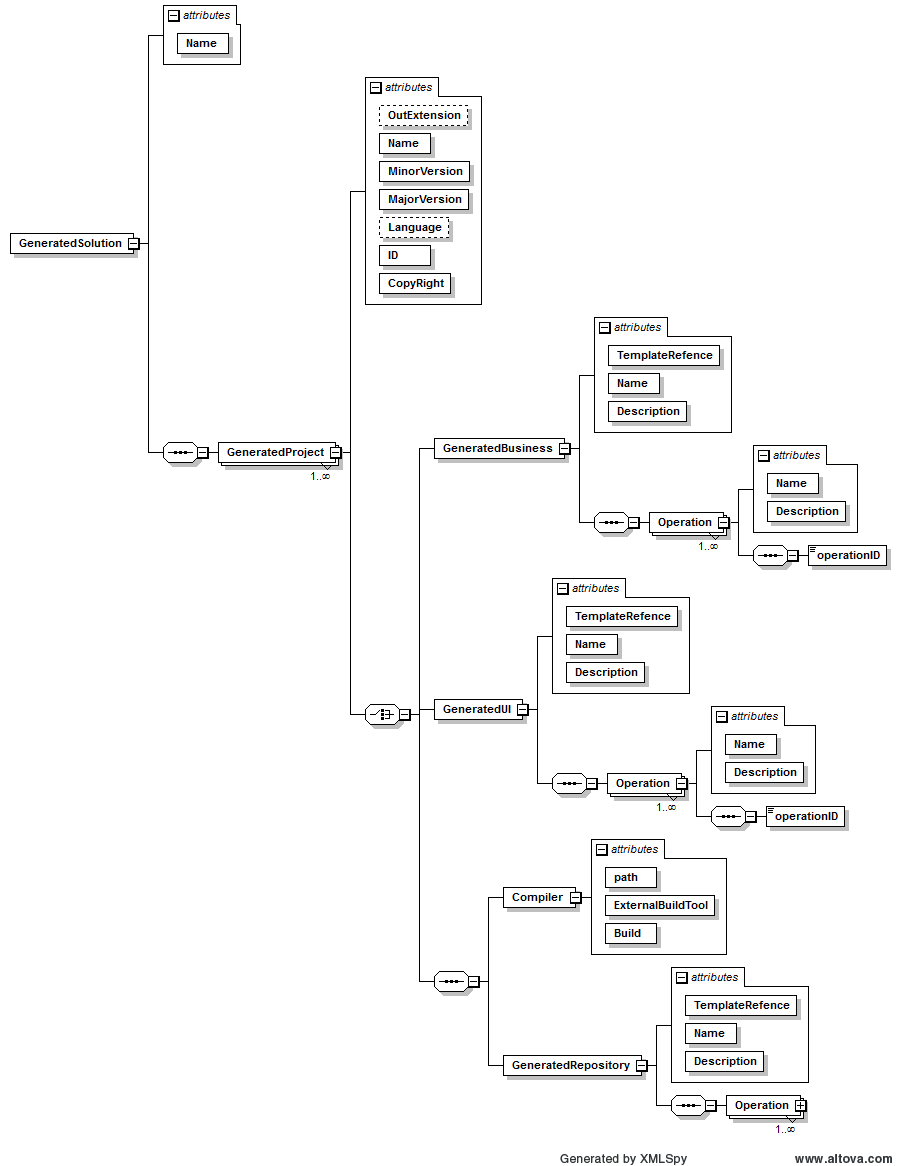 attributes
Name
attributes
OutExtension
Name
MinorVersion
MajorVersion
Language
ID
CopyRight
GeneratedSolution
GeneratedProject
1..∞
attributes
TemplateRefence
Name
Description
GeneratedBusiness
attributes
Name
Description
Operation
1..∞
operationID
attributes
TemplateRefence
Name
Description
GeneratedUI
attributes
Name
Description
Operation
1..∞
operationID
attributes
path
ExternalBuildTool
Build
Compiler
attributes
TemplateRefence
Name
Description
GeneratedRepository
Operation
1..∞
Generated by XMLSpy
www.altova.com